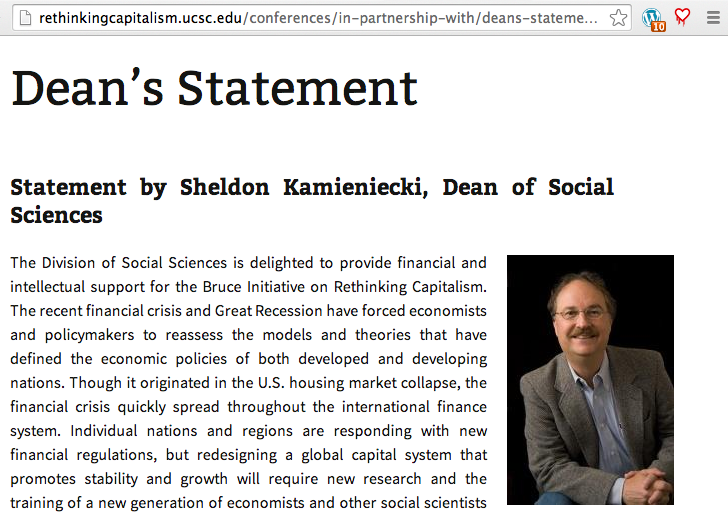 rethinkingcapitalism.ucsc.edu/conferences/in-partnership-with/deans-stateme...
10
Dean’s Statement
Statement by Sheldon Kamieniecki, Dean of Social
Sciences
The Division of Social Sciences is delighted to provide financial and
intellectual support for the Bruce Initiative on Rethinking Capitalism.
The recent financial crisis and Great Recession have forced economists
and policymakers to reassess the models and theories that have
defined the economic policies of both developed and developing
nations. Though it originated in the U.S. housing market collapse, the
financial crisis quickly spread throughout the international finance
system. Individual nations and regions are responding with new
financial regulations, but redesigning a global capital system that
promotes stability and growth will require new research and the
training of a new generation of economists and other social scientists